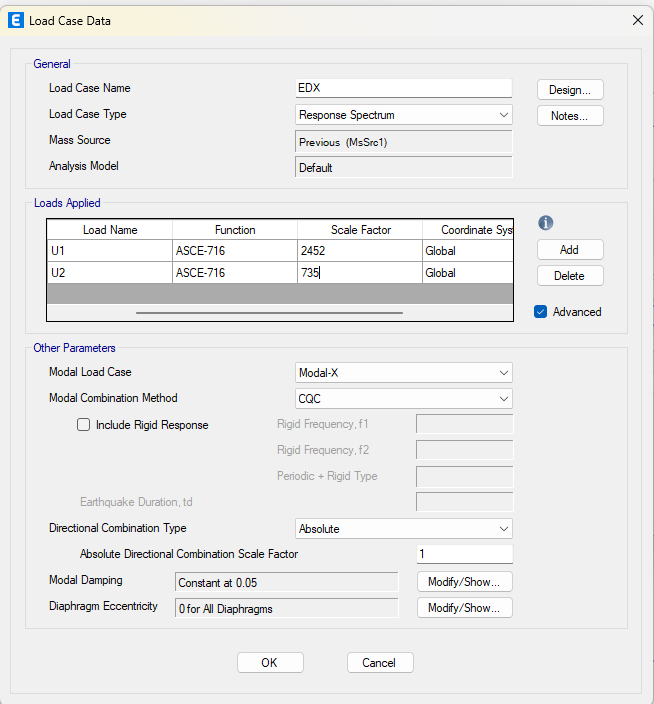 E Load Case Data
General
Load Case Name EDX Design...
Load Case Type Response Spectrum Notes...
Mass Source Previous (MsSrc1)
Analysis Model Default
Loads Applied
Load Name Function Scale Factor Coordinate Syst i
U1 ASCE-716 2452 Global Add
U2 ASCE-716 735 Global Delete
Advanced
Other Parameters
Modal Load Case Modal-X
Modal Combination Method CQC
Include Rigid Response Rigid Frequency, f1
Rigid Frequency, f2
Periodic + Rigid Type
Earthquake Duration, td
Directional Combination Type Absolute
Absolute Directional Combination Scale Factor 1
Modal Damping Constant at 0.05 Modify/Show...
Diaphragm Eccentricity 0 for All Diaphragms Modify/Show...
OK Cancel